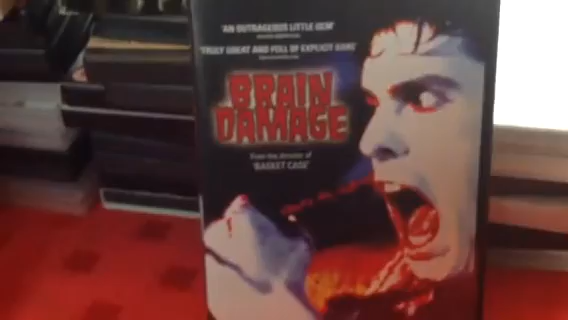 'AN OUTRAGEOUS LITTLE GEM'
'TRULY GREAT AND FULL OF EXPLICIT GORE'
BRAIN
DAMAGE
From the director of
'BASKET CASE'